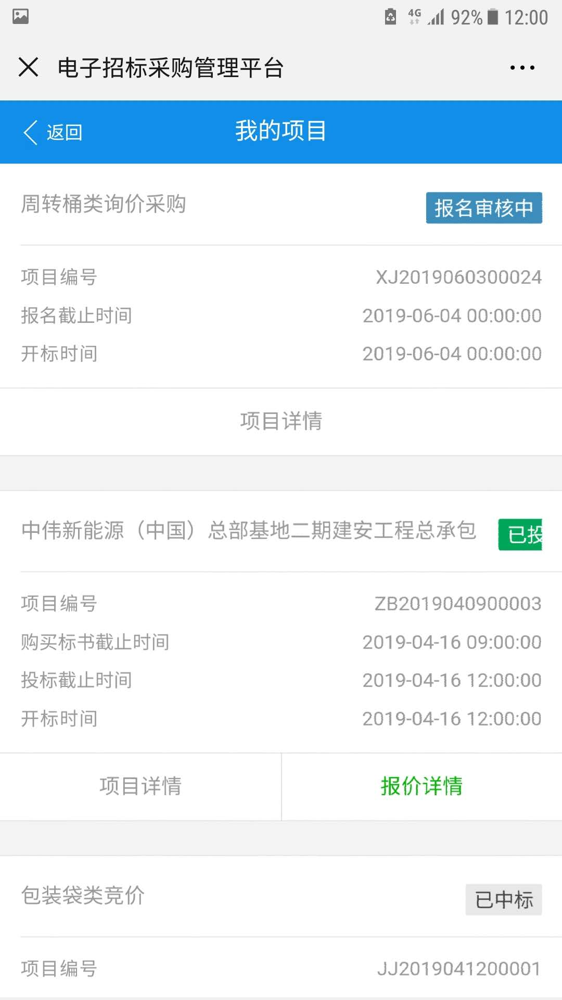 4G 92% 12:00
电子招标采购管理平台
返回 我的项目
周转桶类询价采购 报名审核中
项目编号 XJ2019060300024
报名截止时间 2019-06-04 00:00:00
开标时间 2019-06-04 00:00:00
项目详情
中伟新能源（中国）总部基地二期建安工程总承包 已投
项目编号 ZB2019040900003
购买标书截止时间 2019-04-16 09:00:00
投标截止时间 2019-04-16 12:00:00
开标时间 2019-04-16 12:00:00
项目详情 报价详情
包装袋类竞价 已中标
项目编号 JJ2019041200001